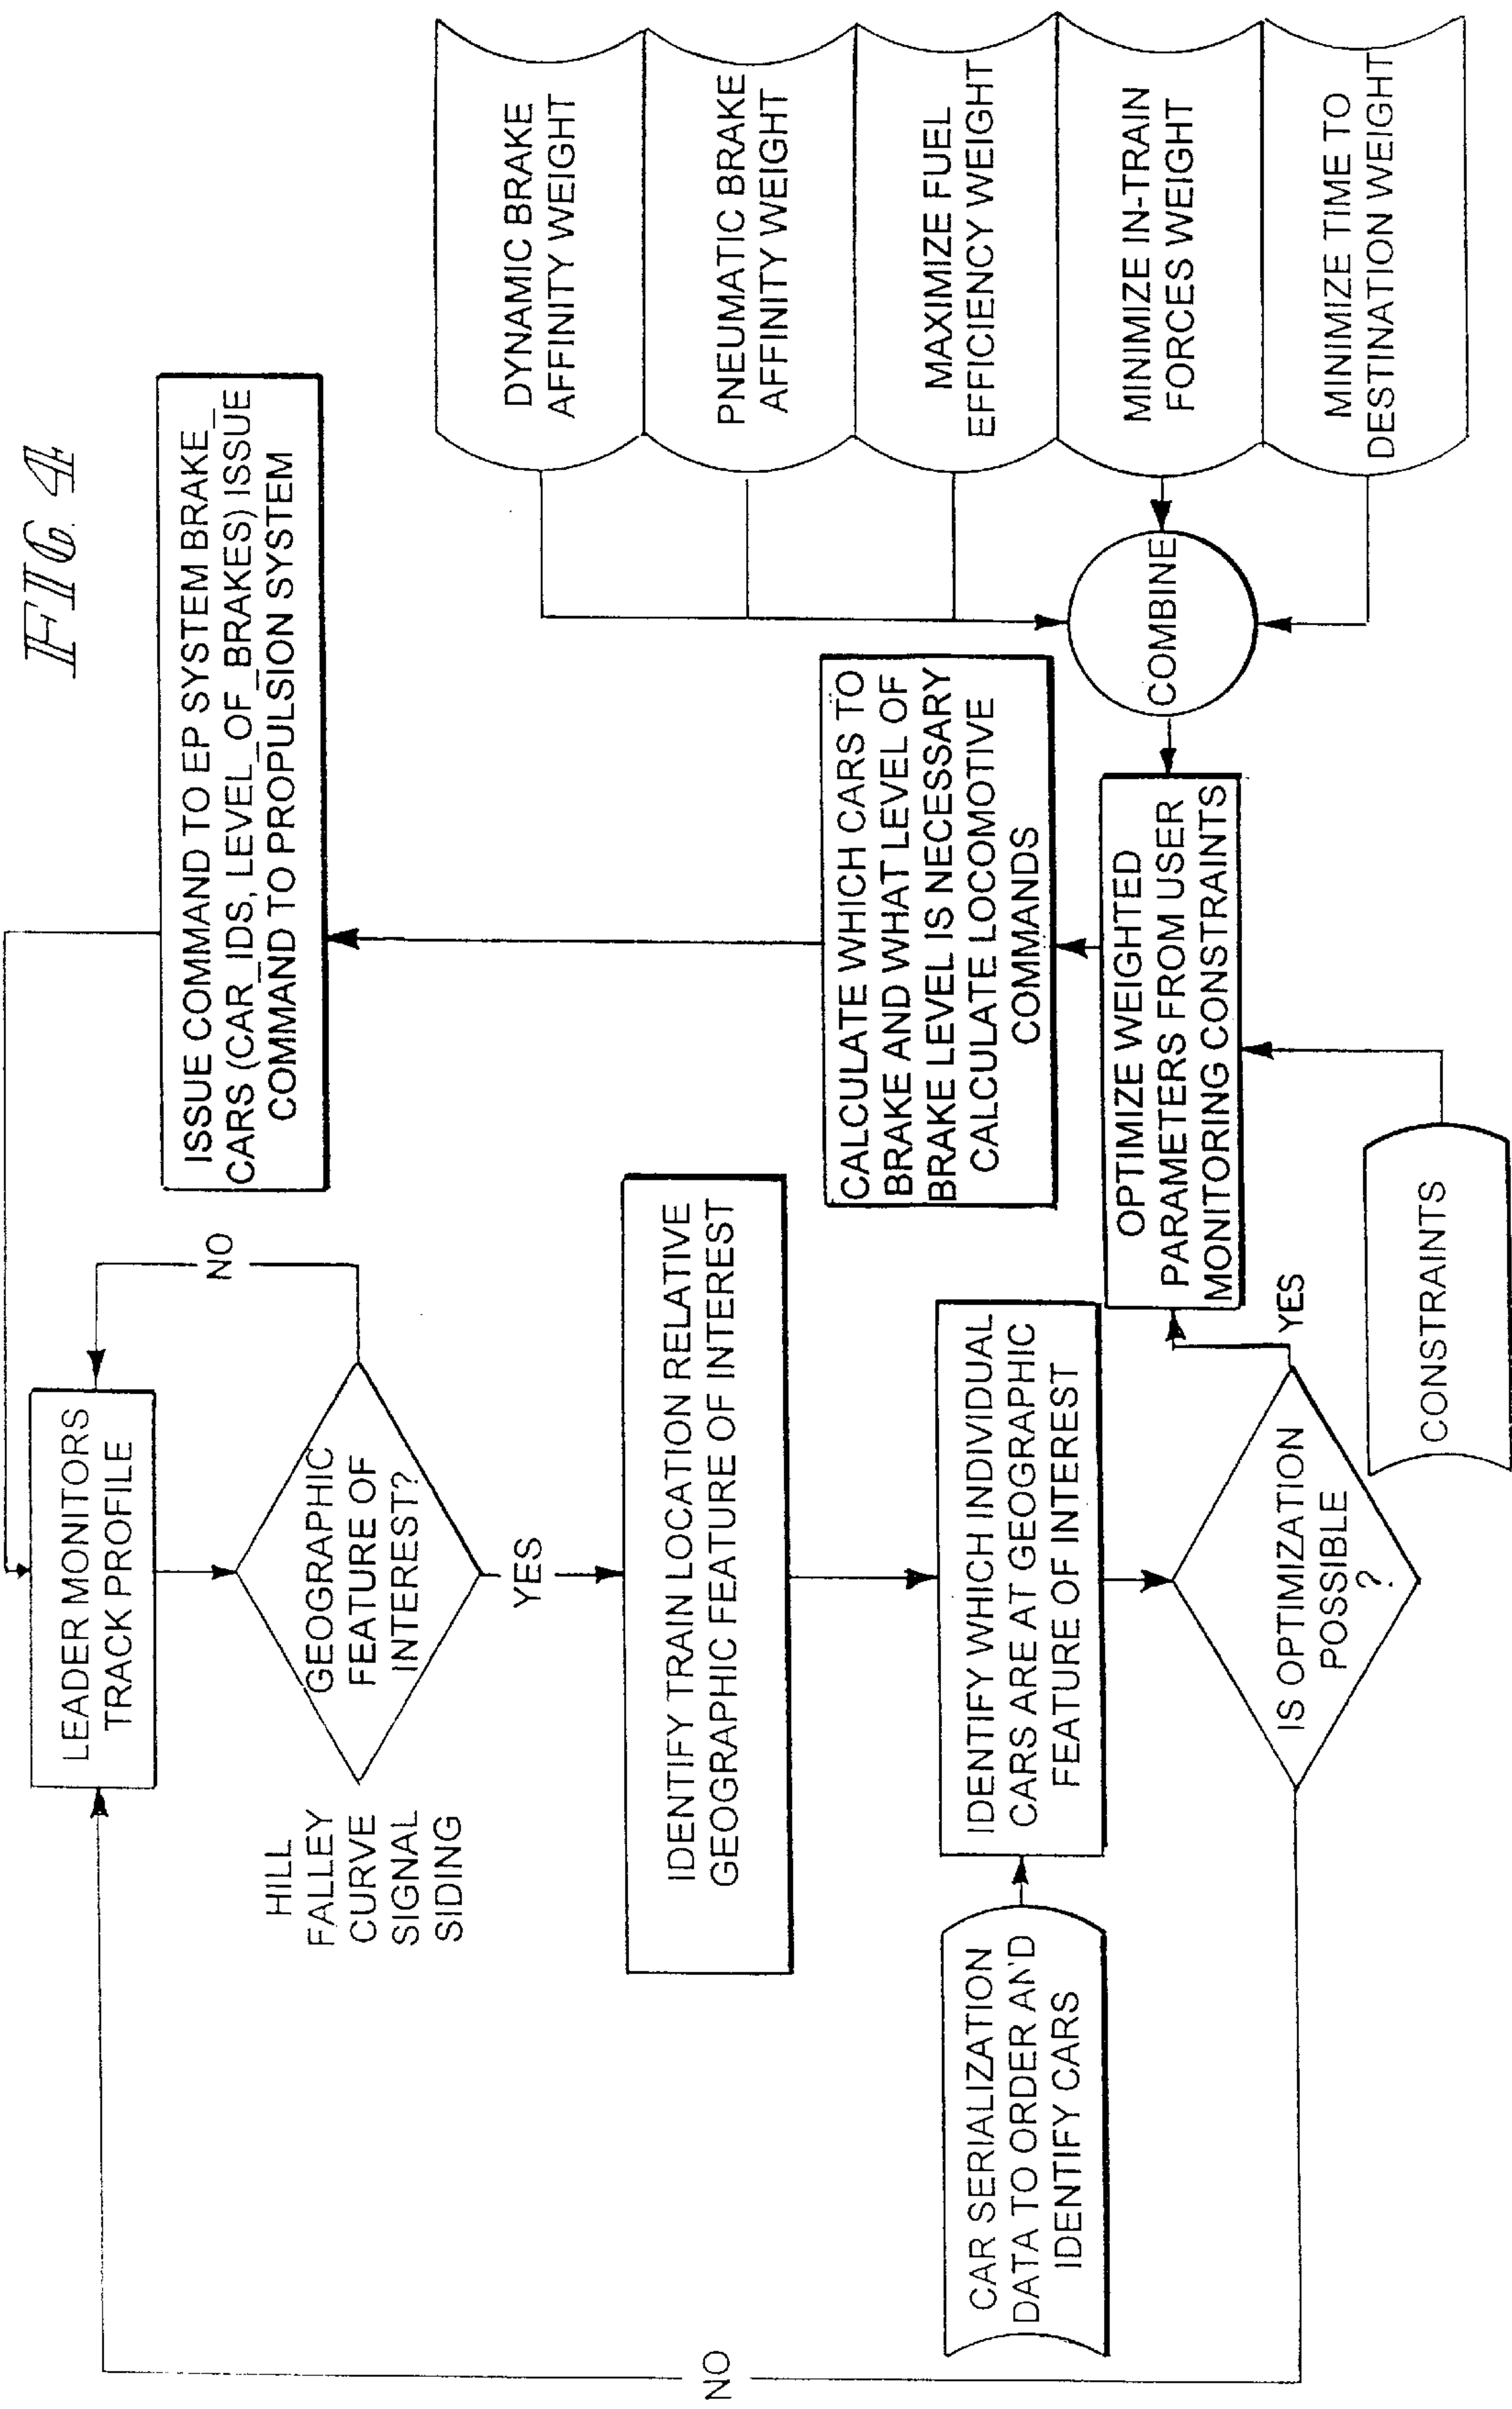 FIG. 4
LEADER MONITORS
TRACK PROFILE
NO
HILL
FALLEY
CURVE
SIGNAL
SIDING
GEOGRAPHIC
FEATURE OF
INTEREST?
YES
IDENTIFY TRAIN LOCATION RELATIVE
GEOGRAPHIC FEATURE OF INTEREST
CAR SERIALIZATION
DATA TO ORDER AND
IDENTIFY CARS
IDENTIFY WHICH INDIVIDUAL
CARS ARE AT GEOGRAPHIC
FEATURE OF INTEREST
IS OPTIMIZATION
POSSIBLE
?
NO
YES
CONSTRAINTS
OPTIMIZE WEIGHTED
PARAMETERS FROM USER
MONITORING CONSTRAINTS
COMBINE
DYNAMIC BRAKE
AFFINITY WEIGHT
PNEUMATIC BRAKE
AFFINITY WEIGHT
MAXIMIZE FUEL
EFFICIENCY WEIGHT
MINIMIZE IN-TRAIN
FORCES WEIGHT
MINIMIZE TIME TO
DESTINATION WEIGHT
CALCULATE WHICH CARS TO
BRAKE AND WHAT LEVEL OF
BRAKE LEVEL IS NECESSARY
CALCULATE LOCOMOTIVE
COMMANDS
ISSUE COMMAND TO EP SYSTEM BRAKE_
CARS (CAR_IDS, LEVEL_OF_BRAKES) ISSUE
COMMAND TO PROPULSION SYSTEM